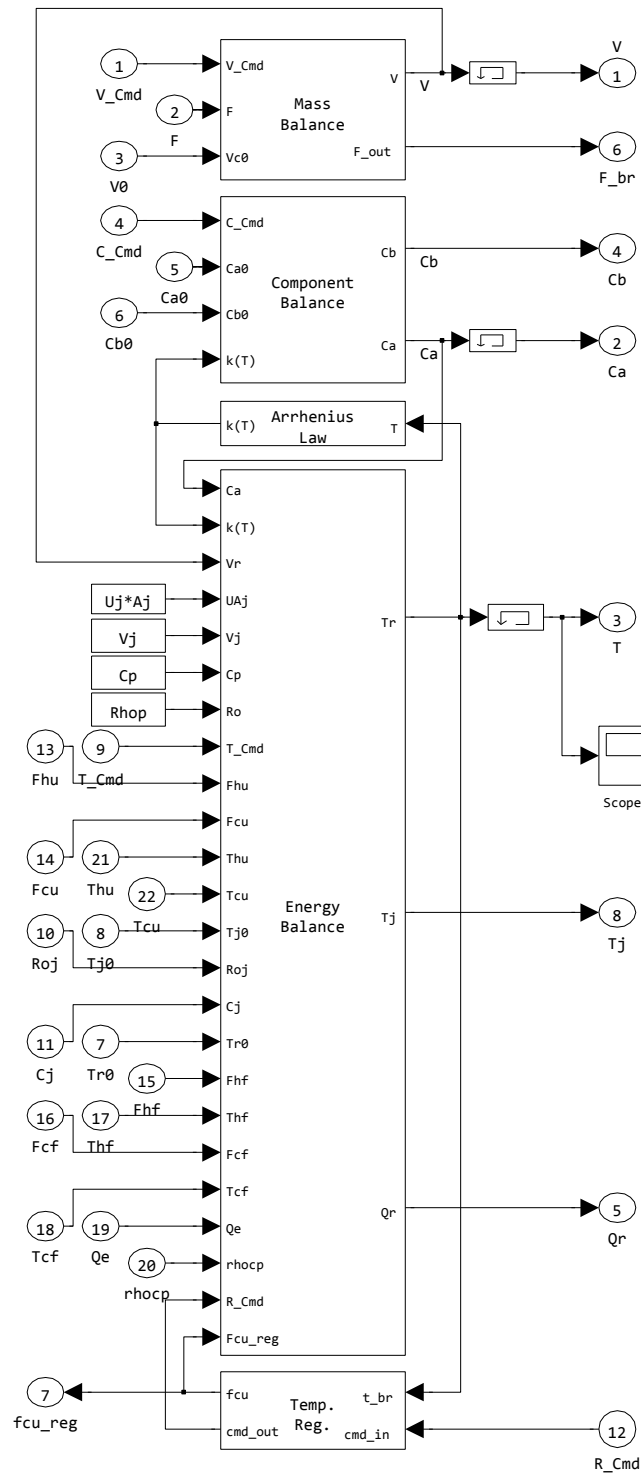 V
1
V_Cmd
V_Cmd
V
V
1
Mass
Balance
2
F
F
3
Vc0
V0
F_out
6
F_br
4
C_Cmd
C_Cmd
Cb
Cb
4
Cb
5
Ca0
Ca0
Component
Balance
6
Cb0
Cb0
Ca
Ca
2
Ca
k(T)
k(T)
Arrhenius
Law
T
Ca
k(T)
Vr
Uj*Aj
UAj
Tr
3
T
Vj
Vj
Cp
Cp
Rhop
Ro
13
Fhu
9
T_Cmd
T_Cmd
Fhu
Scope
14
Fcu
Fcu
21
Thu
Thu
22
Tcu
Tcu
Energy
Balance
Tj
8
Tj
10
Roj
8
Tj0
Tj0
Roj
11
Cj
Cj
7
Tr0
Tr0
15
Fhf
Fhf
16
Fcf
17
Thf
Thf
Fcf
18
Tcf
Tcf
19
Qe
Qe
Qr
5
Qr
20
rhocp
rhocp
R_Cmd
Fcu_reg
7
fcu_reg
fcu
Temp.
Reg.
t_br
cmd_out
cmd_in
12
R_Cmd